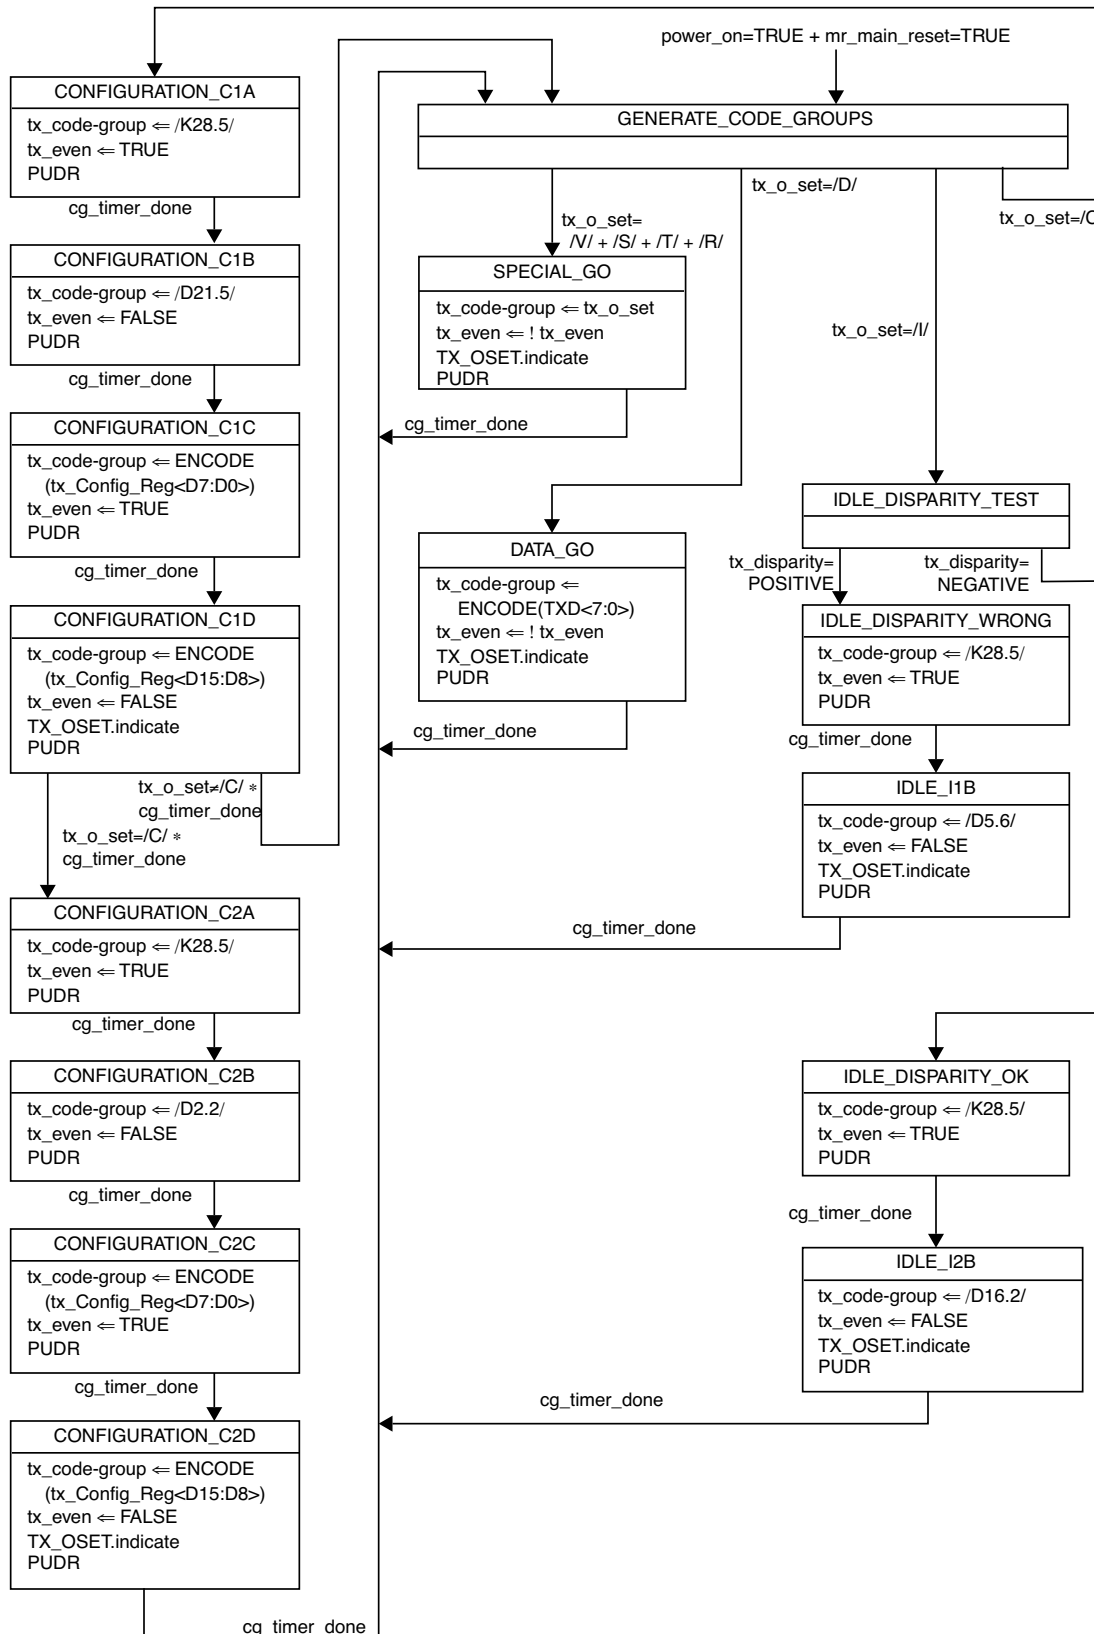 power_on=TRUE + mr_main_reset=TRUE
CONFIGURATION_C1A
tx_code-group ⇐ /K28.5/
tx_even ⇐ TRUE
PUDR
cg_timer_done
CONFIGURATION_C1B
tx_code-group ⇐ /D21.5/
tx_even ⇐ FALSE
PUDR
cg_timer_done
CONFIGURATION_C1C
tx_code-group ⇐ ENCODE
(tx_Config_Reg<D7:D0>)
tx_even ⇐ TRUE
PUDR
cg_timer_done
CONFIGURATION_C1D
tx_code-group ⇐ ENCODE
(tx_Config_Reg<D15:D8>)
tx_even ⇐ FALSE
TX_OSET.indicate
PUDR
tx_o_set≠/C/ *
cg_timer_done
tx_o_set=/C/ *
cg_timer_done
CONFIGURATION_C2A
tx_code-group ⇐ /K28.5/
tx_even ⇐ TRUE
PUDR
cg_timer_done
CONFIGURATION_C2B
tx_code-group ⇐ /D2.2/
tx_even ⇐ FALSE
PUDR
cg_timer_done
CONFIGURATION_C2C
tx_code-group ⇐ ENCODE
(tx_Config_Reg<D7:D0>)
tx_even ⇐ TRUE
PUDR
cg_timer_done
CONFIGURATION_C2D
tx_code-group ⇐ ENCODE
(tx_Config_Reg<D15:D8>)
tx_even ⇐ FALSE
TX_OSET.indicate
PUDR
cg_timer_done
GENERATE_CODE_GROUPS
tx_o_set=
/V/ + /S/ + /T/ + /R/
tx_o_set=/D/
tx_o_set=/I/
tx_o_set=/C
SPECIAL_GO
tx_code-group ⇐ tx_o_set
tx_even ⇐ ! tx_even
TX_OSET.indicate
PUDR
cg_timer_done
DATA_GO
tx_code-group ⇐
ENCODE(TXD<7:0>)
tx_even ⇐ ! tx_even
TX_OSET.indicate
PUDR
cg_timer_done
IDLE_DISPARITY_TEST
tx_disparity=
POSITIVE
tx_disparity=
NEGATIVE
IDLE_DISPARITY_WRONG
tx_code-group ⇐ /K28.5/
tx_even ⇐ TRUE
PUDR
cg_timer_done
IDLE_I1B
tx_code-group ⇐ /D5.6/
tx_even ⇐ FALSE
TX_OSET.indicate
PUDR
cg_timer_done
IDLE_DISPARITY_OK
tx_code-group ⇐ /K28.5/
tx_even ⇐ TRUE
PUDR
cg_timer_done
IDLE_I2B
tx_code-group ⇐ /D16.2/
tx_even ⇐ FALSE
TX_OSET.indicate
PUDR
cg_timer_done